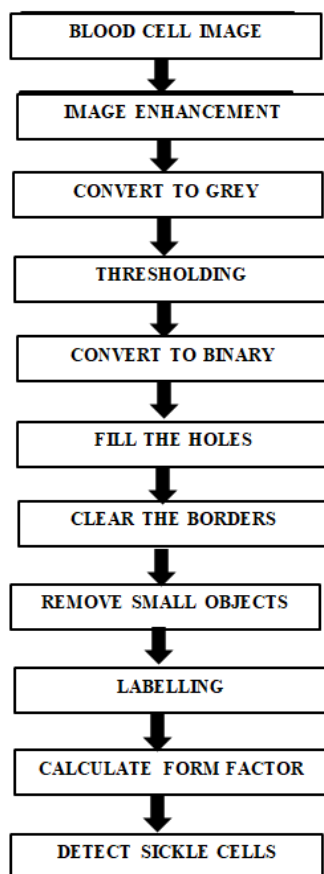 BLOOD CELL IMAGE
IMAGE ENHANCEMENT
CONVERT TO GREY
THRESHOLDING
CONVERT TO BINARY
FILL THE HOLES
CLEAR THE BORDERS
REMOVE SMALL OBJECTS
LABELLING
CALCULATE FORM FACTOR
DETECT SICKLE CELLS